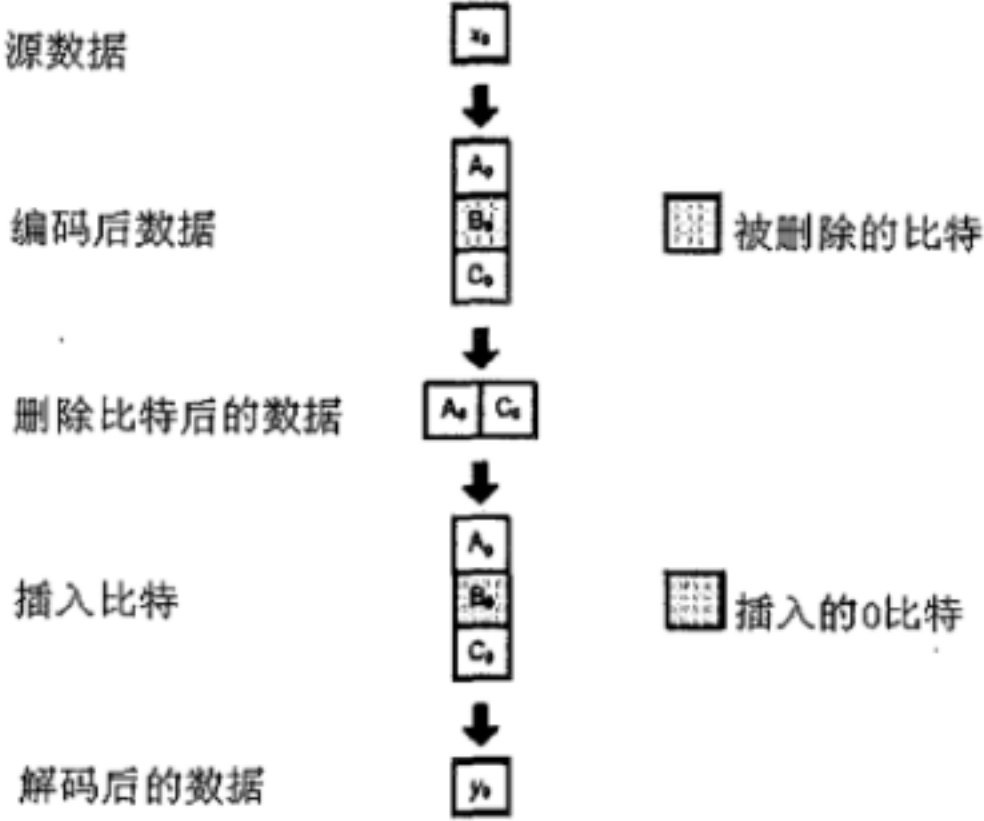 源数据
x₀
A₀
编码后数据
B₀
被删除的比特
C₀
删除比特后的数据
A₀ C₀
A₀
插入比特
B₀
插入的0比特
C₀
解码后的数据
y₀